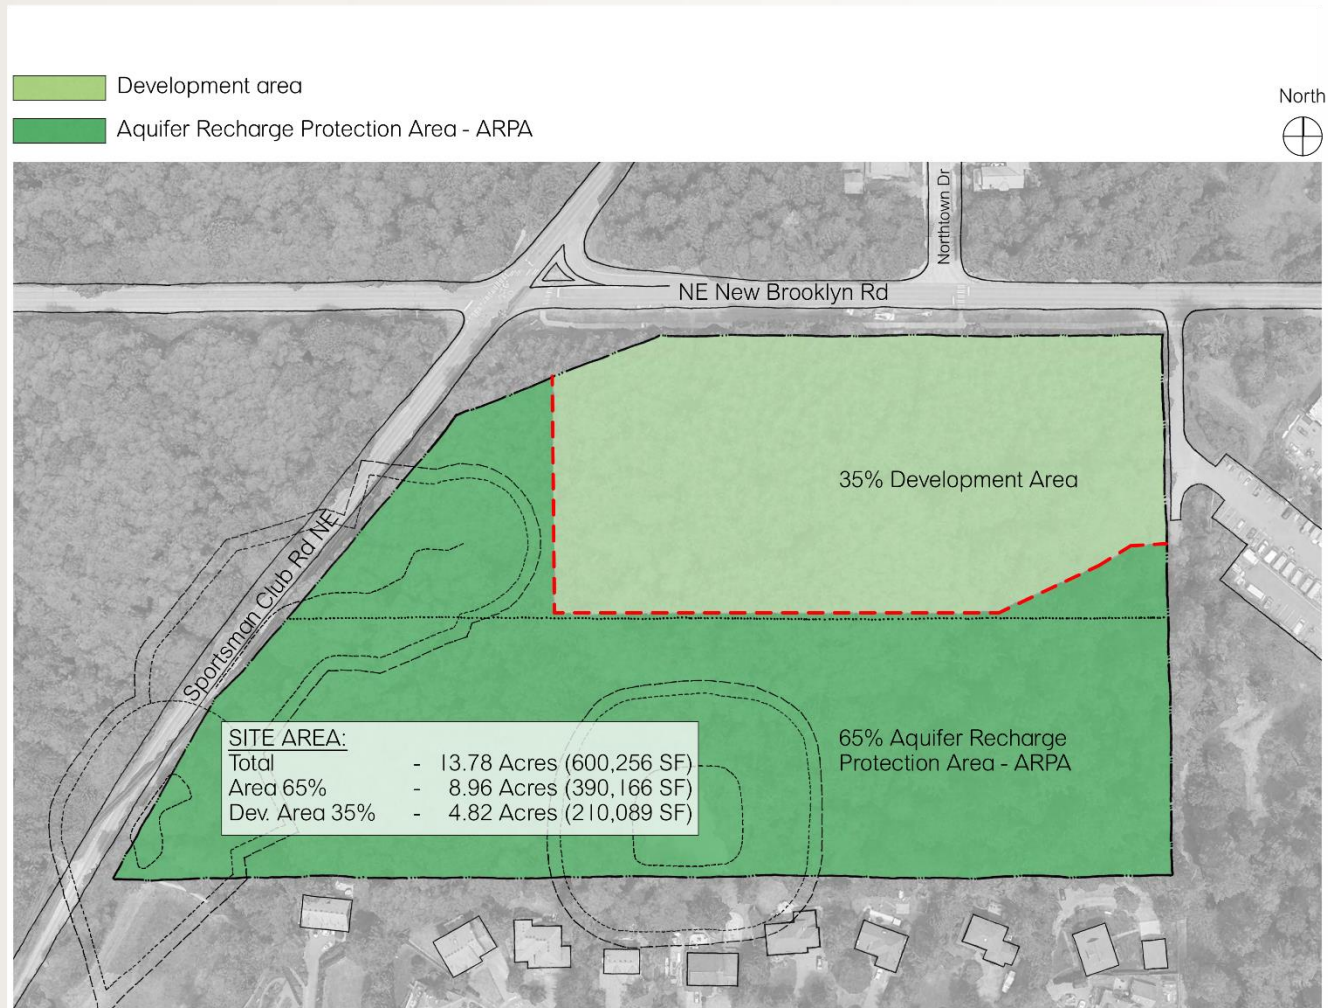 Development area
Aquifer Recharge Protection Area - ARPA
North
Northtown Dr
NE New Brooklyn Rd
35% Development Area
Sportsman Club Rd NE
SITE AREA:
Total - 13.78 Acres (600,256 SF)
Area 65% - 8.96 Acres (390,166 SF)
Dev. Area 35% - 4.82 Acres (210,089 SF)
65% Aquifer Recharge
Protection Area - ARPA